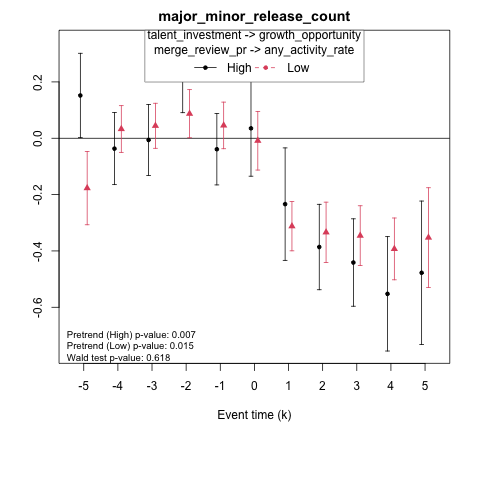 major_minor_release_count
talent_investment -> growth_opportunity
merge_review_pr -> any_activity_rate
High Low
0.2
0.0
-0.2
-0.4
-0.6
Pretrend (High) p-value: 0.007
Pretrend (Low) p-value: 0.015
Wald test p-value: 0.618
-5 -4 -3 -2 -1 0 1 2 3 4 5
Event time (k)